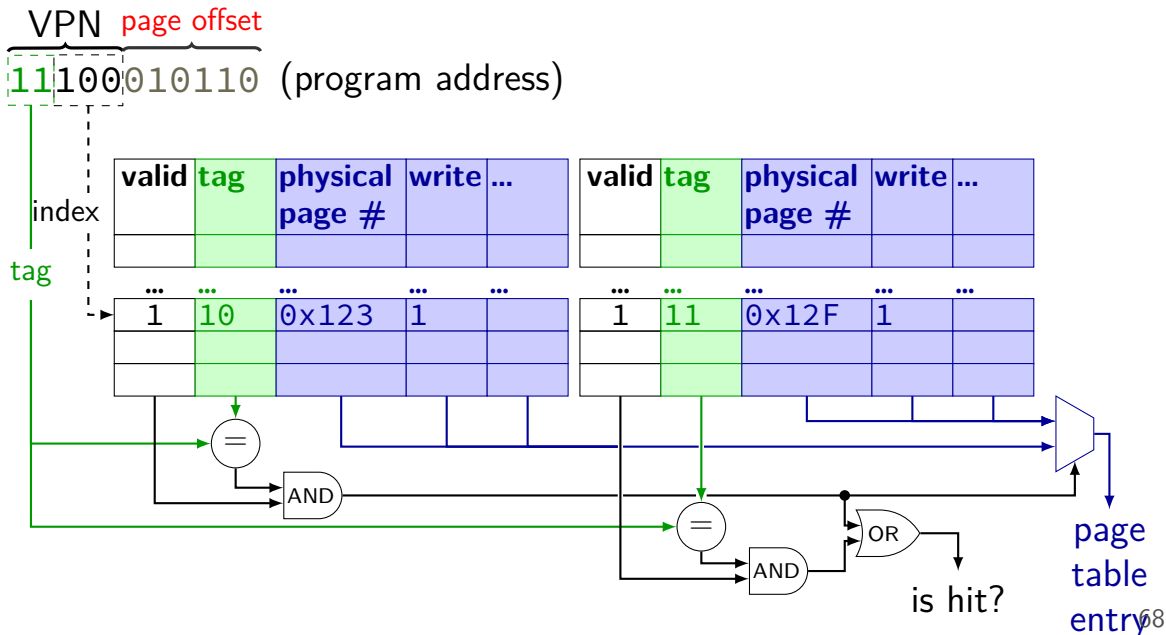 VPN page offset
11100010110 (program address)
valid tag physical page # write ... valid tag physical page # write ...
index
tag
... ... ... ... ... ... ... ... ... ...
1 10 0x123 1 1 11 0x12F 1
=
AND
=
OR
AND
is hit?
page
table
entry
68